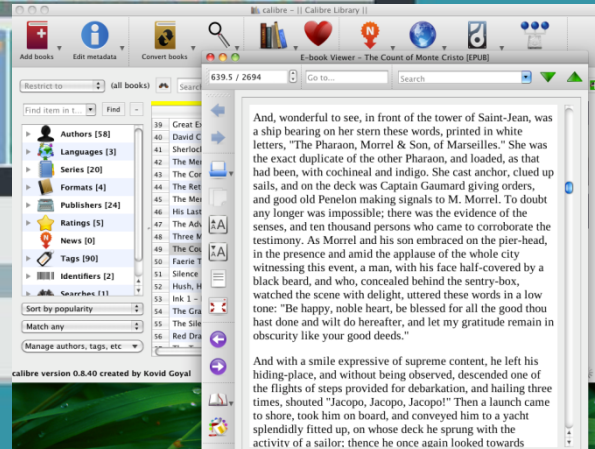 calibre - || Calibre Library ||
Add books
Edit metadata
Convert books
E-book Viewer - The Count of Monte Cristo [EPUB]
639.5 / 2694
Go to...
Search
Restrict to
(all books)
Searc
Find item in t...
Find
Authors [58]
Languages [3]
Series [20]
Formats [4]
Publishers [24]
Ratings [5]
News [0]
Tags [90]
Identifiers [2]
Searches [1]
Sort by popularity
Match any
Manage authors, tags, etc
39 Great Ex
40 David C
41 Sherloc
42 The Me
43 The Cor
44 The Ret
45 The Me
46 His Last
47 The Adv
48 Three M
49 The Cou
50 Faerie T
51 Silence
52 Hush, H
53 Ink 1 -
54 The Gra
55 The Sile
56 Red Dra
calibre version 0.8.40 created by Kovid Goyal
And, wonderful to see, in front of the tower of Saint-Jean, was
a ship bearing on her stern these words, printed in white
letters, "The Pharaon, Morrel & Son, of Marseilles." She was
the exact duplicate of the other Pharaon, and loaded, as that
had been, with cochineal and indigo. She cast anchor, clued up
sails, and on the deck was Captain Gaumard giving orders,
and good old Penelon making signals to M. Morrel. To doubt
any longer was impossible; there was the evidence of the
senses, and ten thousand persons who came to corroborate the
testimony. As Morrel and his son embraced on the pier-head,
in the presence and amid the applause of the whole city
witnessing this event, a man, with his face half-covered by a
black beard, and who, concealed behind the sentry-box,
watched the scene with delight, uttered these words in a low
tone: "Be happy, noble heart, be blessed for all the good thou
hast done and wilt do hereafter, and let my gratitude remain in
obscurity like your good deeds."
And with a smile expressive of supreme content, he left his
hiding-place, and without being observed, descended one of
the flights of steps provided for debarkation, and hailing three
times, shouted "Jacopo, Jacopo, Jacopo!" Then a launch came
to shore, took him on board, and conveyed him to a yacht
splendidly fitted up, on whose deck he sprung with the
activity of a sailor; thence he once again looked towards